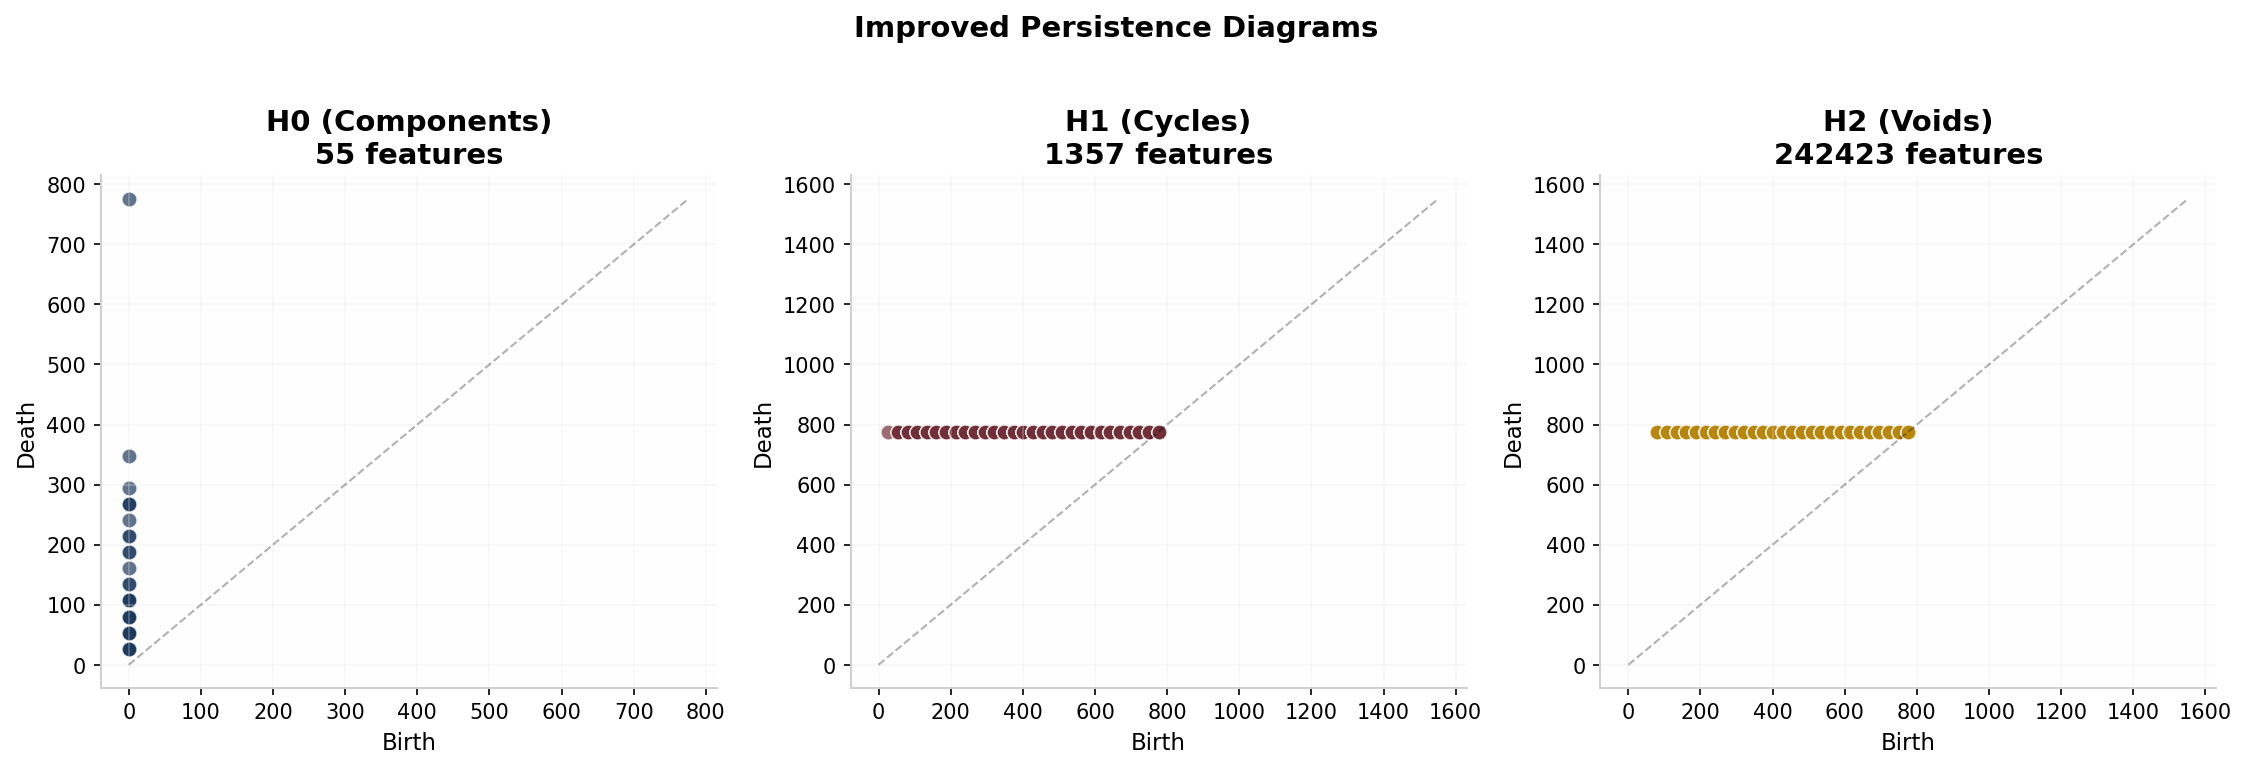 Improved Persistence Diagrams
H0 (Components)
55 features
800
700
600
500
400
300
200
100
0
Death
0 100 200 300 400 500 600 700 800
Birth
H1 (Cycles)
1357 features
1600
1400
1200
1000
800
600
400
200
0
Death
0 200 400 600 800 1000 1200 1400 1600
Birth
H2 (Voids)
242423 features
1600
1400
1200
1000
800
600
400
200
0
Death
0 200 400 600 800 1000 1200 1400 1600
Birth